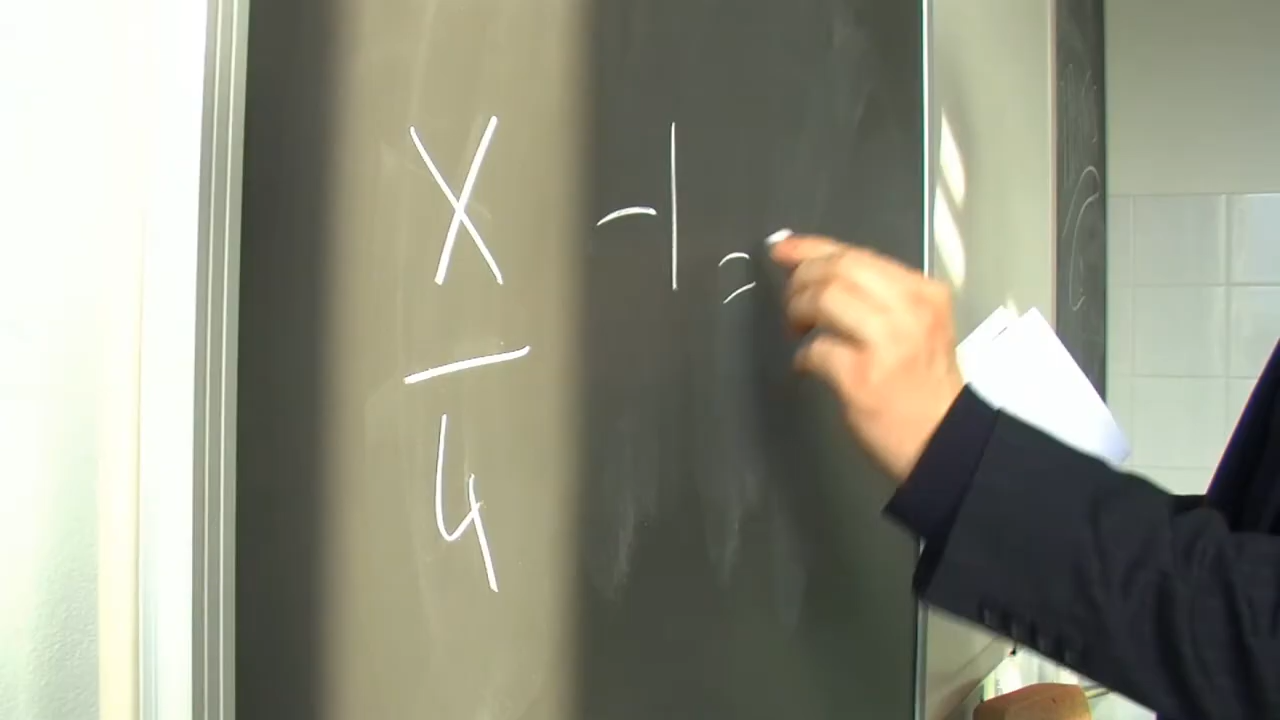 x
— -1 =
4